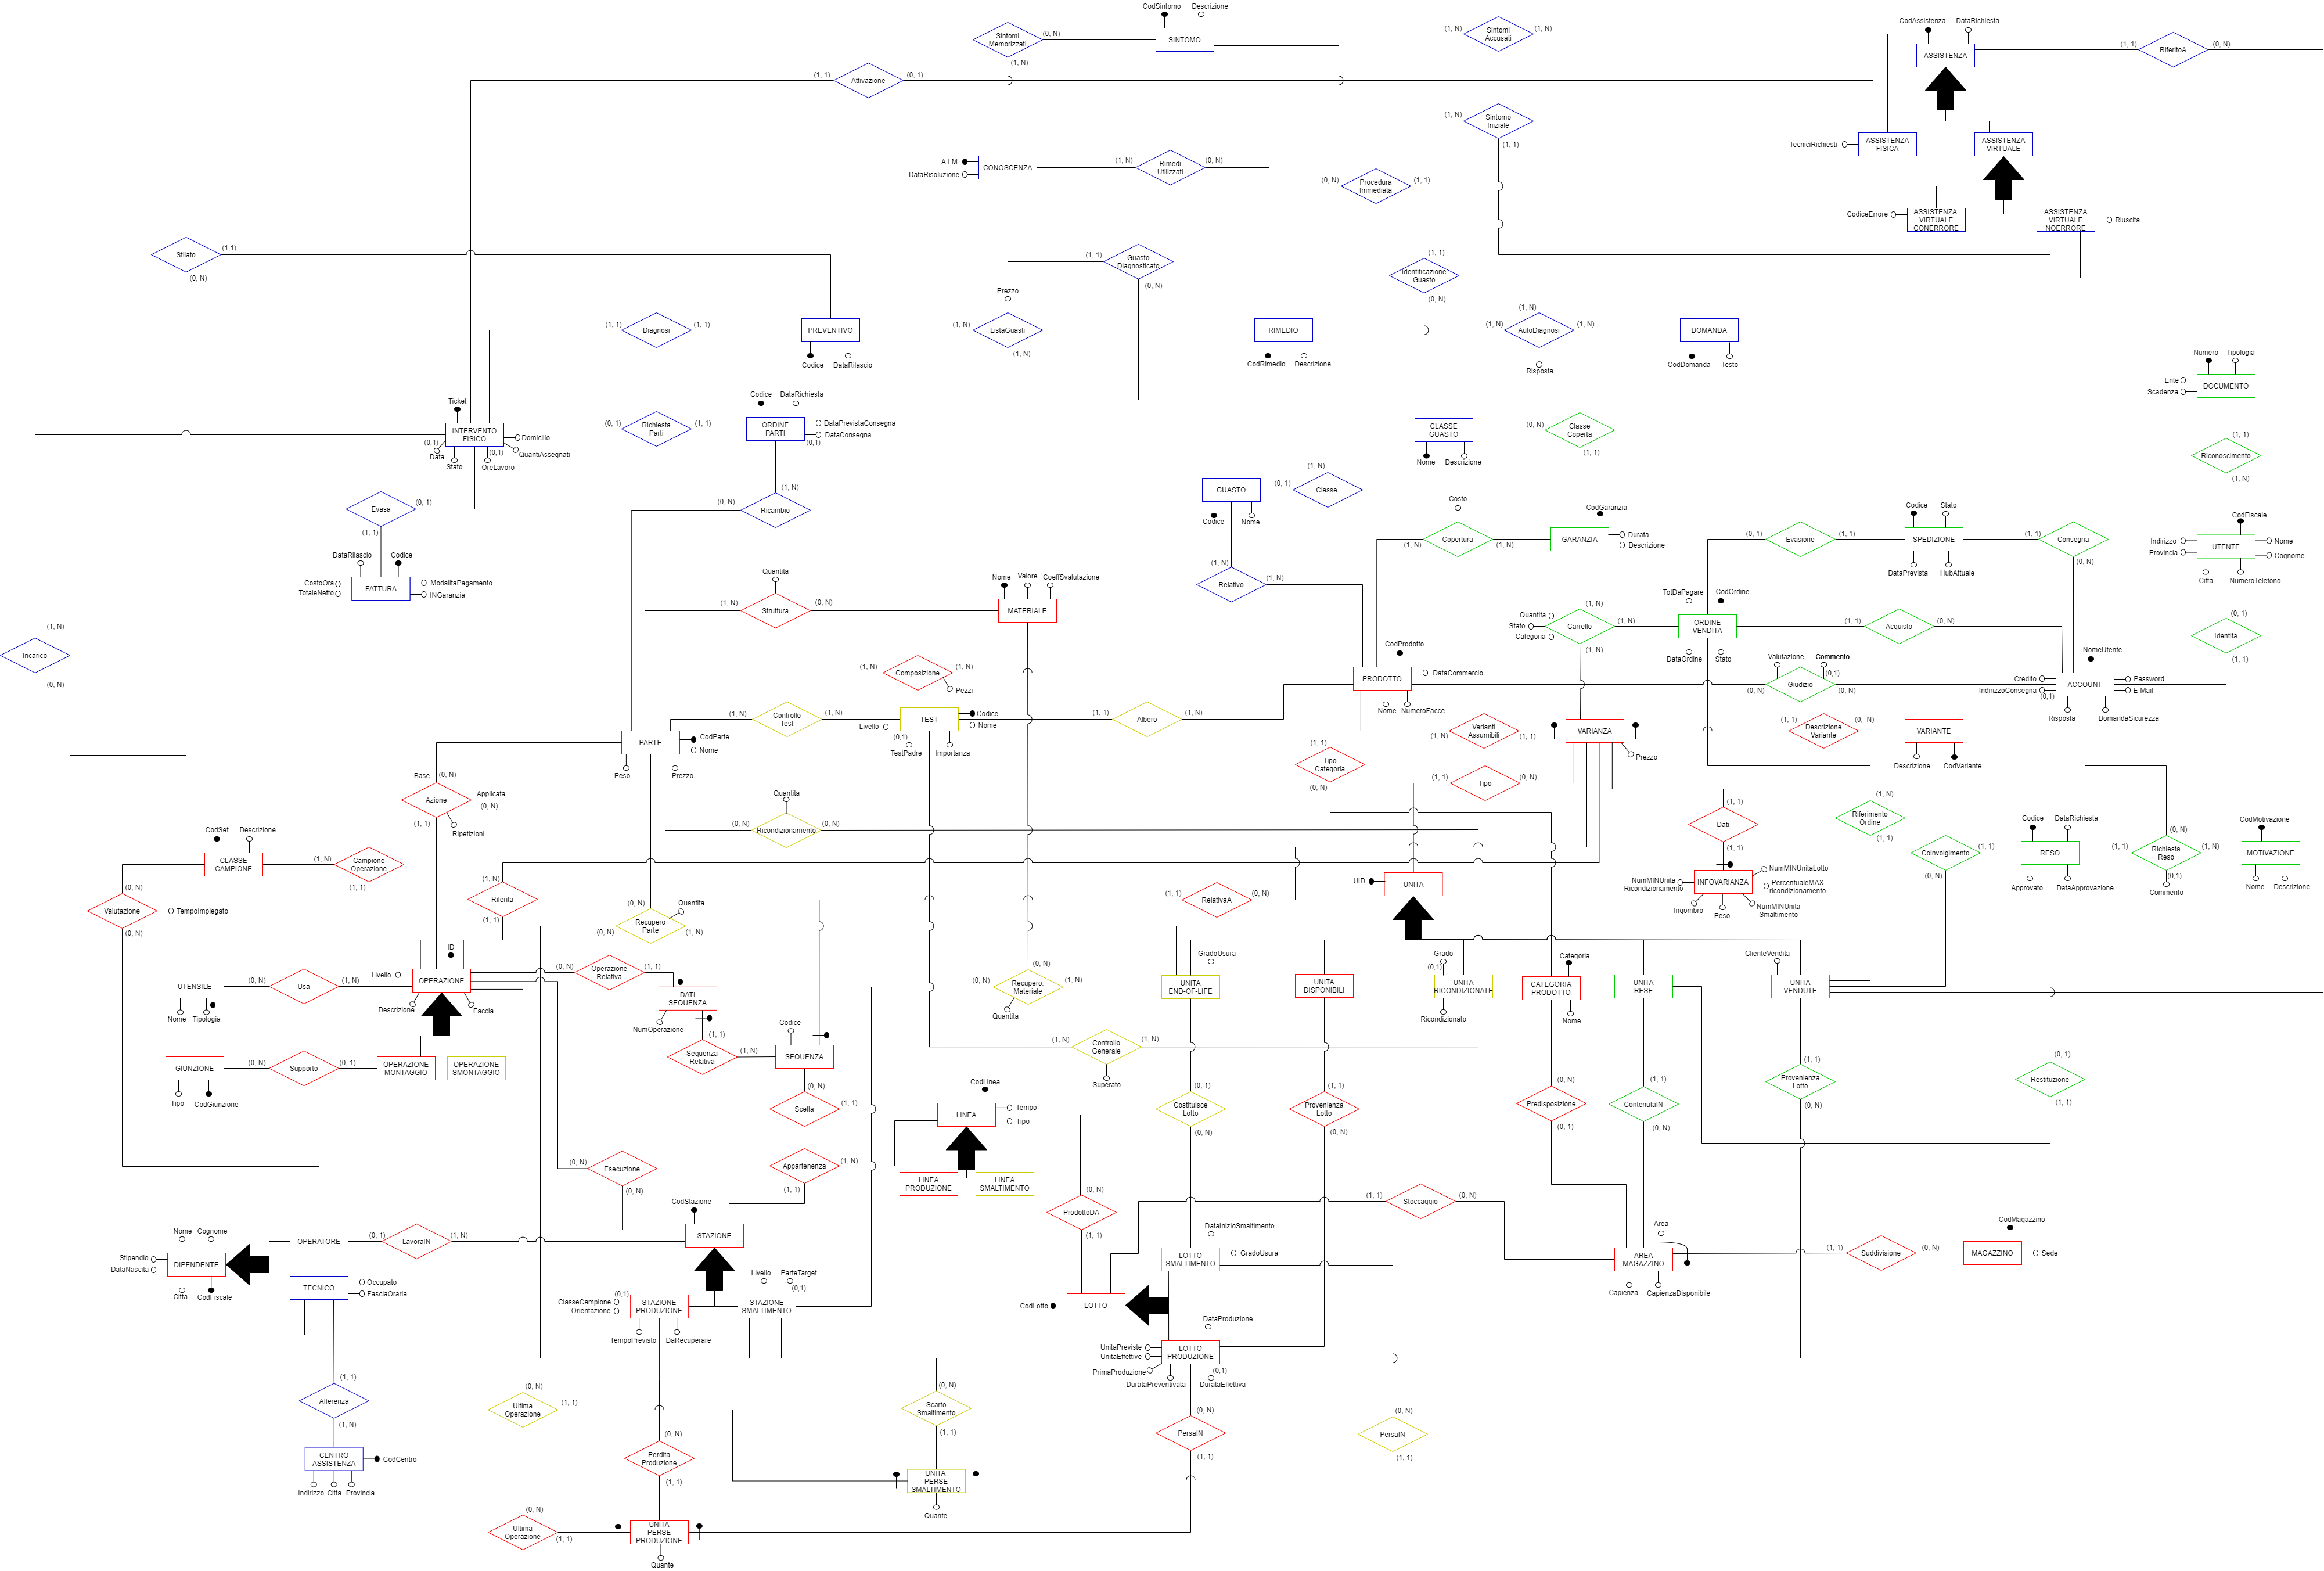 CodSintomo
Descrizione
SINTOMO
Sintomi
Memorizzati
(0, N)
(1, N)
(1, N)
Sintomi
Accusati
(1, N)
CodAssistenza
DataRichiesta
ASSISTENZA
(1, 1)
RiferitoA
(0, N)
(1, 1)
Attivazione
(0, 1)
(1, N)
Sintomo
Iniziale
(1, 1)
TecniciRichiesti
ASSISTENZA
FISICA
ASSISTENZA
VIRTUALE
A.I.M.
DataRisoluzione
CONOSCENZA
(1, N)
Rimedi
Utilizzati
(0, N)
(0, N)
Procedura
Immediata
(1, 1)
CodiceErrore
ASSISTENZA
VIRTUALE
CONERRORE
ASSISTENZA
VIRTUALE
NOERRORE
Riuscita
Stilato
(1,1)
(0, N)
(1, 1)
Guasto
Diagnosticato
(0, N)
(1, 1)
Identificazione
Guasto
(0, N)
Prezzo
(1, 1)
Diagnosi
(1, 1)
PREVENTIVO
Codice
DataRilascio
(1, N)
ListaGuasti
(1, N)
RIMEDIO
CodRimedio
Descrizione
(1, N)
(1, N)
AutoDiagnosi
(1, N)
Risposta
DOMANDA
CodDomanda
Testo
Numero
Tipologia
Ente
Scadenza
DOCUMENTO
(1, 1)
Riconoscimento
(1, N)
Ticket
INTERVENTO
FISICO
(0,1)
Data
Stato
(0,1)
OreLavoro
Domicilio
QuantiAssegnati
(0, 1)
Richiesta
Parti
(1, 1)
Codice
DataRichiesta
ORDINE
PARTI
DataPrevistaConsegna
DataConsegna
(0,1)
(1, N)
(0, N)
Ricambio
CLASSE
GUASTO
Nome
Descrizione
(0, N)
Classe
Coperta
(1, 1)
(1, N)
Classe
(0, 1)
GUASTO
Codice
Nome
Evasa
(0, 1)
(1, 1)
DataRilascio
Codice
CostoOra
TotaleNetto
FATTURA
ModalitaPagamento
INGaranzia
Costo
(1, N)
Copertura
(1, N)
CodGaranzia
GARANZIA
Durata
Descrizione
(0, 1)
Evasione
(1, 1)
Codice
Stato
SPEDIZIONE
DataPrevista
HubAttuale
(1, 1)
Consegna
(0, N)
CodFiscale
Indirizzo
Provincia
UTENTE
Nome
Cognome
Citta
NumeroTelefono
(1, N)
Relativo
(1, N)
Quantita
(1, N)
Struttura
(0, N)
Nome
Valore
CoeffSvalutazione
MATERIALE
(1, N)
Quantita
Stato
Categoria
Carrello
(1, N)
(1, N)
TotDaPagare
CodOrdine
ORDINE
VENDITA
DataOrdine
Stato
(1, 1)
Acquisto
(0, N)
(0, 1)
Identita
(1, 1)
(1, N)
Incarico
(0, N)
(1, N)
Composizione
(1, N)
Pezzi
CodProdotto
PRODOTTO
DataCommercio
Nome
NumeroFacce
Valutazione
Commento
(0,1)
(0, N)
Giudizio
(0, N)
NomeUtente
Credito
IndirizzoConsegna
(0,1)
ACCOUNT
Password
E-Mail
Risposta
DomandaSicurezza
(1, N)
Controllo
Test
(1, N)
TEST
Codice
Nome
Livello
(0,1)
TestPadre
Importanza
(1, 1)
Albero
(1, N)
(1, N)
Varianti
Assumibili
(1, 1)
VARIANZA
Prezzo
(1, 1)
Descrizione
Variante
(0, N)
VARIANTE
Descrizione
CodVariante
PARTE
CodParte
Nome
Peso
Prezzo
Base
(0, N)
Azione
Applicata
(0, N)
(1, 1)
Ripetizioni
(1, 1)
Tipo
Categoria
(0, N)
(1, 1)
Tipo
(0, N)
Quantita
(0, N)
Ricondizionamento
(0, N)
(1, 1)
Dati
(1, 1)
(1, N)
Riferimento
Ordine
(1, 1)
CodSet
Descrizione
CLASSE
CAMPIONE
(1, N)
Campione
Operazione
(1, 1)
(0, N)
Valutazione
TempoImpiegato
(0, N)
(1, N)
Riferita
(1, 1)
(1, 1)
RelativaA
(0, N)
UID
UNITA
NumMINUnita
Ricondizionamento
INFOVARIANZA
NumMINUnitaLotto
PercentualeMAX
ricondizionamento
NumMINUnita
Smaltimento
Ingombro
Peso
Coinvolgimento
(1, 1)
(0, N)
Codice
DataRichiesta
RESO
Approvato
DataApprovazione
(1, 1)
(0, N)
Richiesta
Reso
(0,1)
Commento
(1, N)
CodMotivazione
MOTIVAZIONE
Nome
Descrizione
(0, N)
Quantita
(0, N)
Recupero
Parte
(1, N)
ID
Livello
OPERAZIONE
Descrizione
Faccia
(0, N)
Operazione
Relativa
(1, 1)
UTENSILE
Nome
Tipologia
(0, N)
Usa
(1, N)
DATI
SEQUENZA
NumOperazione
(0, N)
(0, N)
Recupero.
Materiale
(1, N)
Quantita
GradoUsura
UNITA
END-OF-LIFE
UNITA
DISPONIBILI
Grado
(0,1)
UNITA
RICONDIZIONATE
Ricondizionato
Categoria
CATEGORIA
PRODOTTO
Nome
UNITA
RESE
ClienteVendita
UNITA
VENDUTE
(1, 1)
Sequenza
Relativa
(1, N)
Codice
SEQUENZA
(1, N)
Controllo
Generale
(1, N)
Superato
GIUNZIONE
Tipo
CodGiunzione
(0, N)
Supporto
(0, 1)
OPERAZIONE
MONTAGGIO
OPERAZIONE
SMONTAGGIO
(0, N)
Scelta
(1, 1)
CodLinea
LINEA
Tempo
Tipo
(0, 1)
Costituisce
Lotto
(0, N)
(1, 1)
Provenienza
Lotto
(0, N)
(0, N)
Predisposizione
(0, 1)
(1, 1)
ContenutaIN
(0, N)
(1, 1)
Provenienza
Lotto
(0, N)
(0, 1)
Restituzione
(1, 1)
(0, N)
Esecuzione
(0, N)
Appartenenza
(1, N)
(1, 1)
LINEA
PRODUZIONE
LINEA
SMALTIMENTO
(0, N)
ProdottoDA
(1, 1)
(1, 1)
Stoccaggio
(0, N)
CodStazione
STAZIONE
Nome
Cognome
Stipendio
DataNascita
DIPENDENTE
Citta
CodFiscale
OPERATORE
(0, 1)
LavoraIN
(1, N)
TECNICO
Occupato
FasciaOraria
DataInizioSmaltimento
LOTTO
SMALTIMENTO
GradoUsura
Area
AREA
MAGAZZINO
Capienza
CapienzaDisponibile
(1, 1)
Suddivisione
(0, N)
CodMagazzino
MAGAZZINO
Sede
(0,1)
ClasseCampione
Orientazione
STAZIONE
PRODUZIONE
TempoPrevisto
DaRecuperare
Livello
ParteTarget
(0,1)
STAZIONE
SMALTIMENTO
CodLotto
LOTTO
DataProduzione
UnitaPreviste
UnitaEffettive
PrimaProduzione
LOTTO
PRODUZIONE
DurataPreventivata
(0,1)
DurataEffettiva
(1, 1)
Afferenza
(1, N)
CENTRO
ASSISTENZA
CodCentro
Indirizzo
Citta
Provincia
(0, N)
Ultima
Operazione
(1, 1)
(0, N)
Scarto
Smaltimento
(1, 1)
(0, N)
PersaIN
(1, 1)
(0, N)
PersaIN
(1, 1)
(0, N)
Perdita
Produzione
(1, 1)
UNITA
PERSE
SMALTIMENTO
Quante
(0, N)
Ultima
Operazione
(1, 1)
UNITA
PERSE
PRODUZIONE
Quante